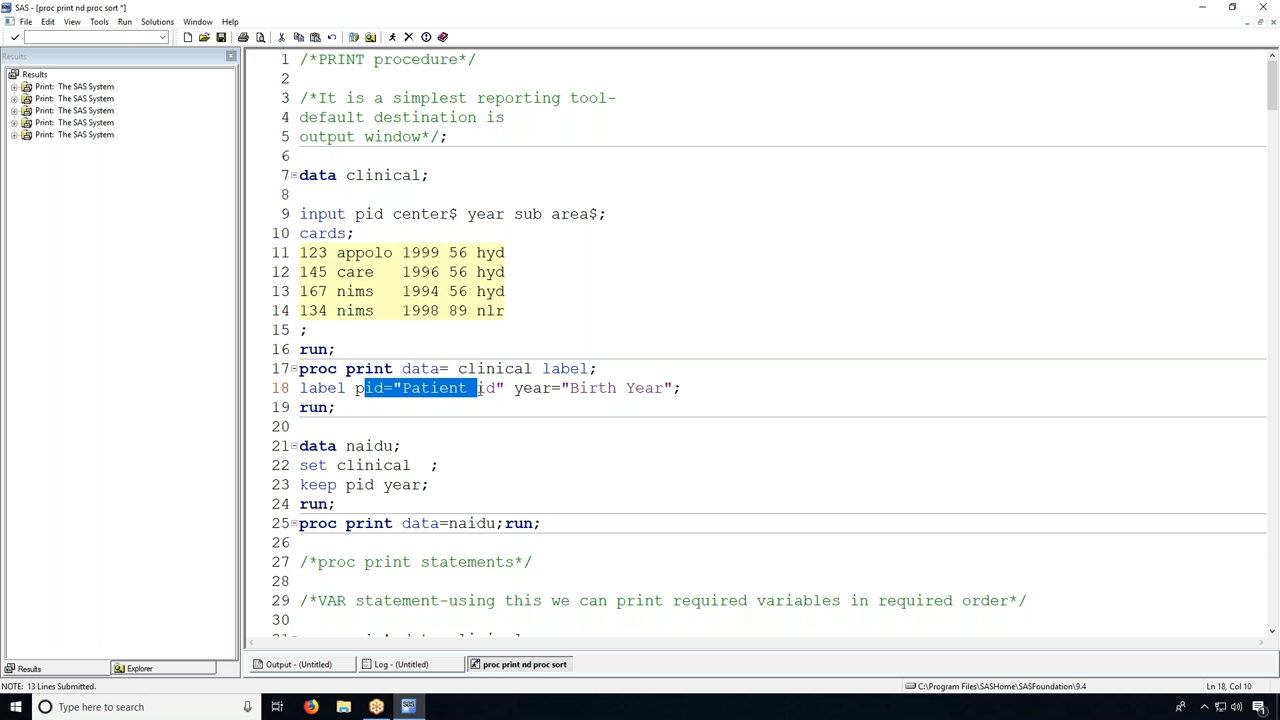 SAS - [proc print nd proc sort *]
File Edit View Tools Run Solutions Window Help
Results
Results
Print: The SAS System
Print: The SAS System
Print: The SAS System
Print: The SAS System
Print: The SAS System
1 /*PRINT procedure*/
2
3 /*It is a simplest reporting tool-
4 default destination is
5 output window*/;
6
7 data clinical;
8
9 input pid center$ year sub area$;
10 cards;
11 123 appolo 1999 56 hyd
12 145 care   1996 56 hyd
13 167 nims   1994 56 hyd
14 134 nims   1998 89 nlr
15 ;
16 run;
17 proc print data= clinical label;
18 label pid="Patient id" year="Birth Year";
19 run;
20
21 data naidu;
22 set clinical  ;
23 keep pid year;
24 run;
25 proc print data=naidu;run;
26
27 /*proc print statements*/
28
29 /*VAR statement-using this we can print required variables in required order*/
30
Results Explorer
Output - (Untitled) Log - (Untitled) proc print nd proc sort
NOTE: 13 Lines Submitted.
C:\Program Files\SASHome\SASFoundation\9.4
Ln 18, Col 10
Type here to search